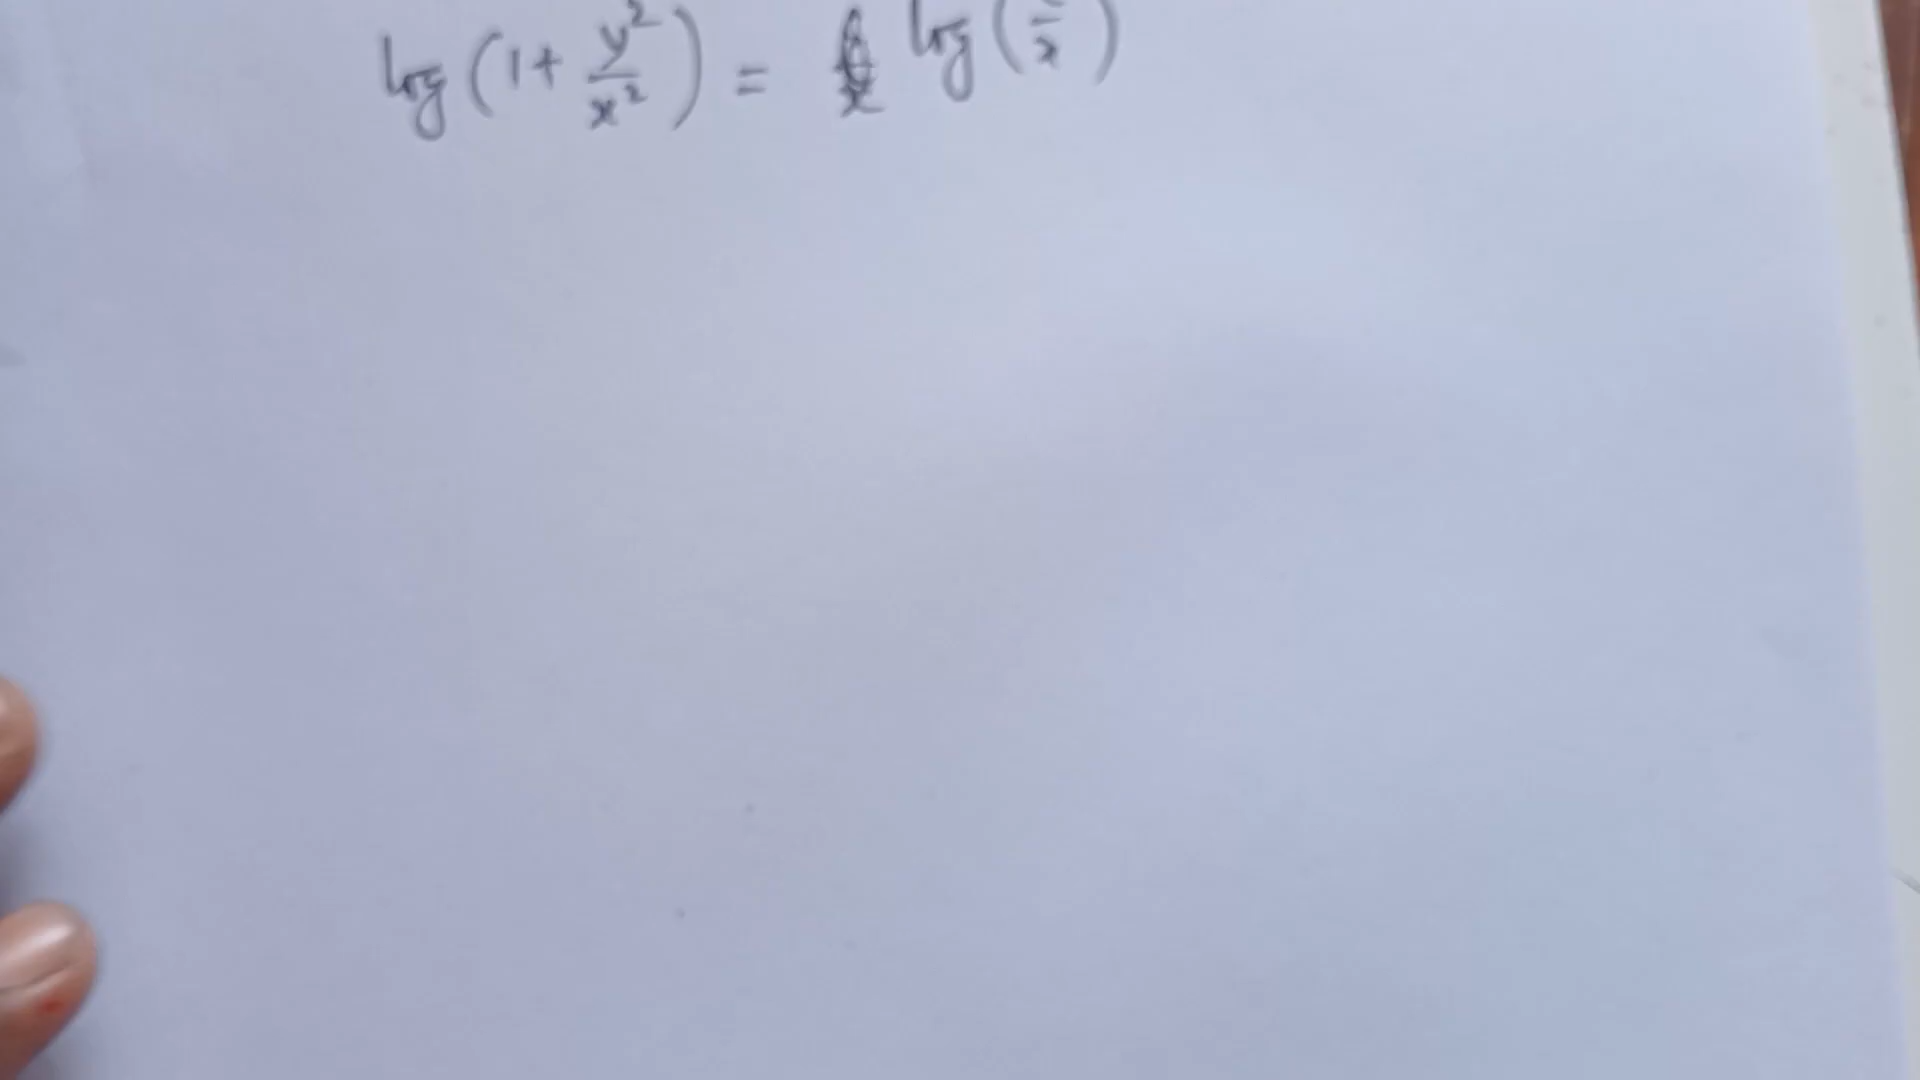 log(1 + y²/x²) = log( /x)